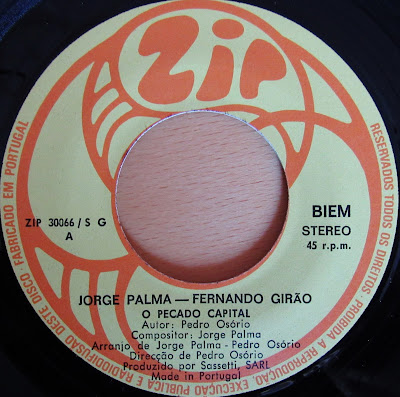 Zip
FABRICADO EM PORTUGAL
RESERVADOS TODOS OS DIREITOS · PROIBIDA A REPRODUÇÃO, EXECUÇÃO PUBLICA E RADIODIFUSÃO DESTE DISCO ·
ZIP 30066/S G
A
BIEM
STEREO
45 r.p.m.
JORGE PALMA — FERNANDO GIRÃO
O PECADO CAPITAL
Autor: Pedro Osório
Compositor: Jorge Palma
Arranjo de Jorge Palma - Pedro Osório
Direcção de Pedro Osório
Produzido por Sassetti, SARL
Made in Portugal